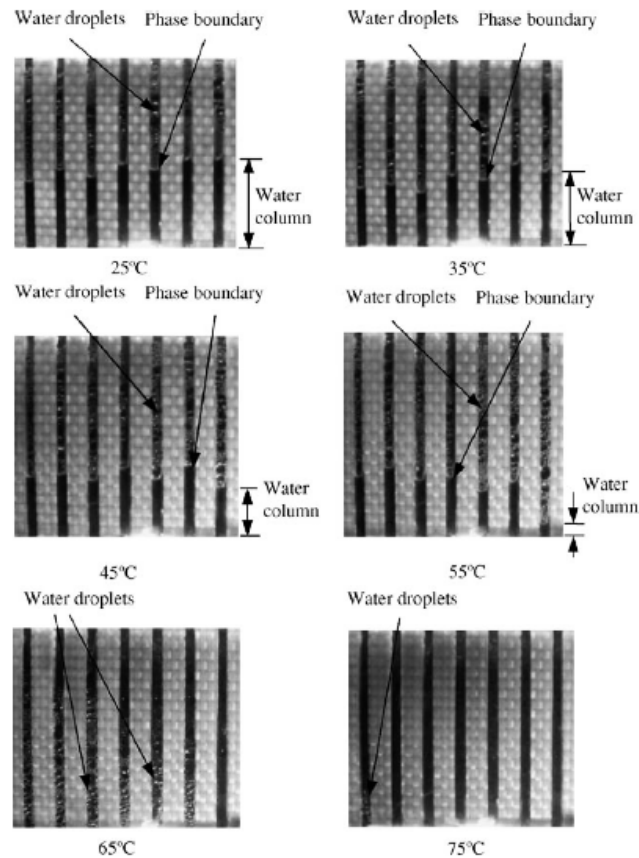 Water droplets
Phase boundary
Water
column
25°C
Water droplets
Phase boundary
Water
column
35°C
Water droplets
Phase boundary
Water
column
45°C
Water droplets
Phase boundary
Water
column
55°C
Water droplets
65°C
Water droplets
75°C